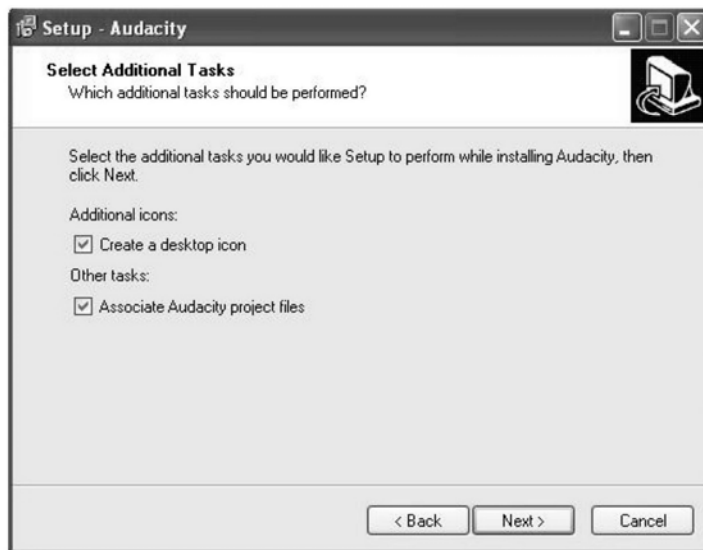 Setup - Audacity
Select Additional Tasks
Which additional tasks should be performed?
Select the additional tasks you would like Setup to perform while installing Audacity, then
click Next.
Additional icons:
Create a desktop icon
Other tasks:
Associate Audacity project files
< Back
Next >
Cancel